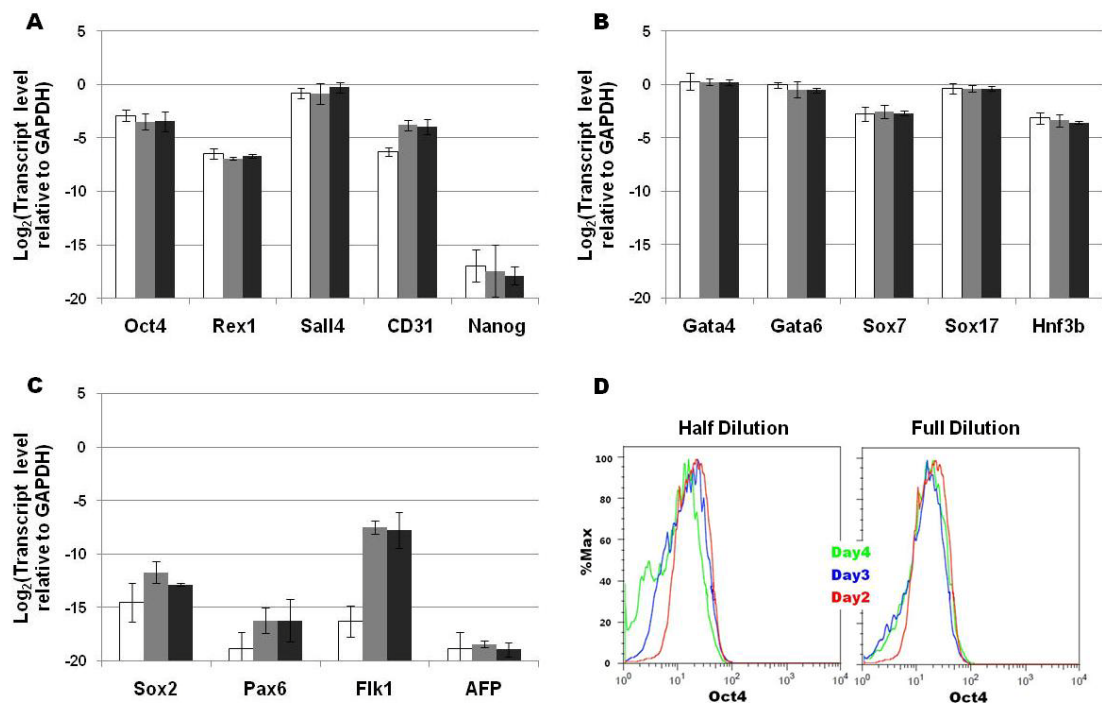 A
Log2(Transcript level
relative to GAPDH)
5
0
-5
-10
-15
-20
Oct4 Rex1 Sall4 CD31 Nanog
B
Log2(Transcript level
relative to GAPDH)
5
0
-5
-10
-15
-20
Gata4 Gata6 Sox7 Sox17 Hnf3b
C
Log2(Transcript level
relative to GAPDH)
5
0
-5
-10
-15
-20
Sox2 Pax6 Flk1 AFP
D
Half Dilution Full Dilution
%Max
100
80
60
40
20
0
Day4
Day3
Day2
10^0 10^1 10^2 10^3 10^4
Oct4
10^0 10^1 10^2 10^3 10^4
Oct4